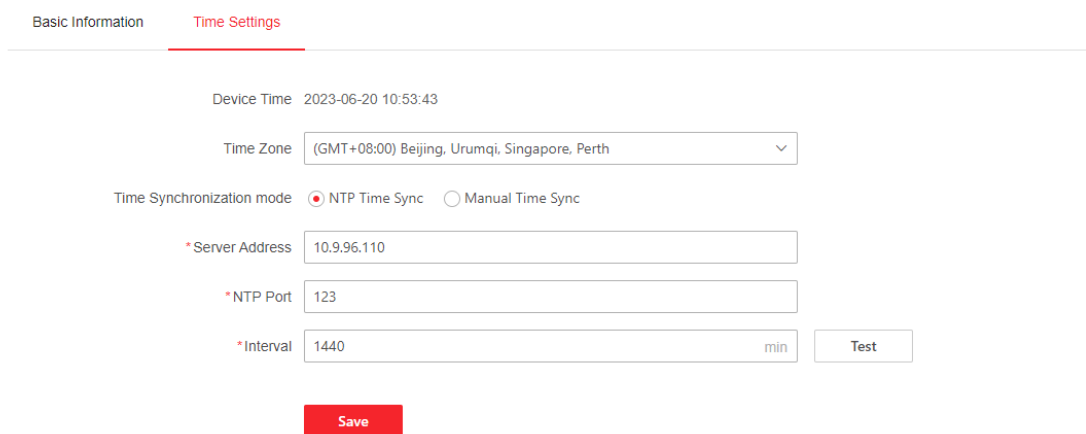 Basic Information Time Settings
Device Time 2023-06-20 10:53:43
Time Zone (GMT+08:00) Beijing, Urumqi, Singapore, Perth
Time Synchronization mode NTP Time Sync Manual Time Sync
*Server Address 10.9.96.110
*NTP Port 123
*Interval 1440 min Test
Save